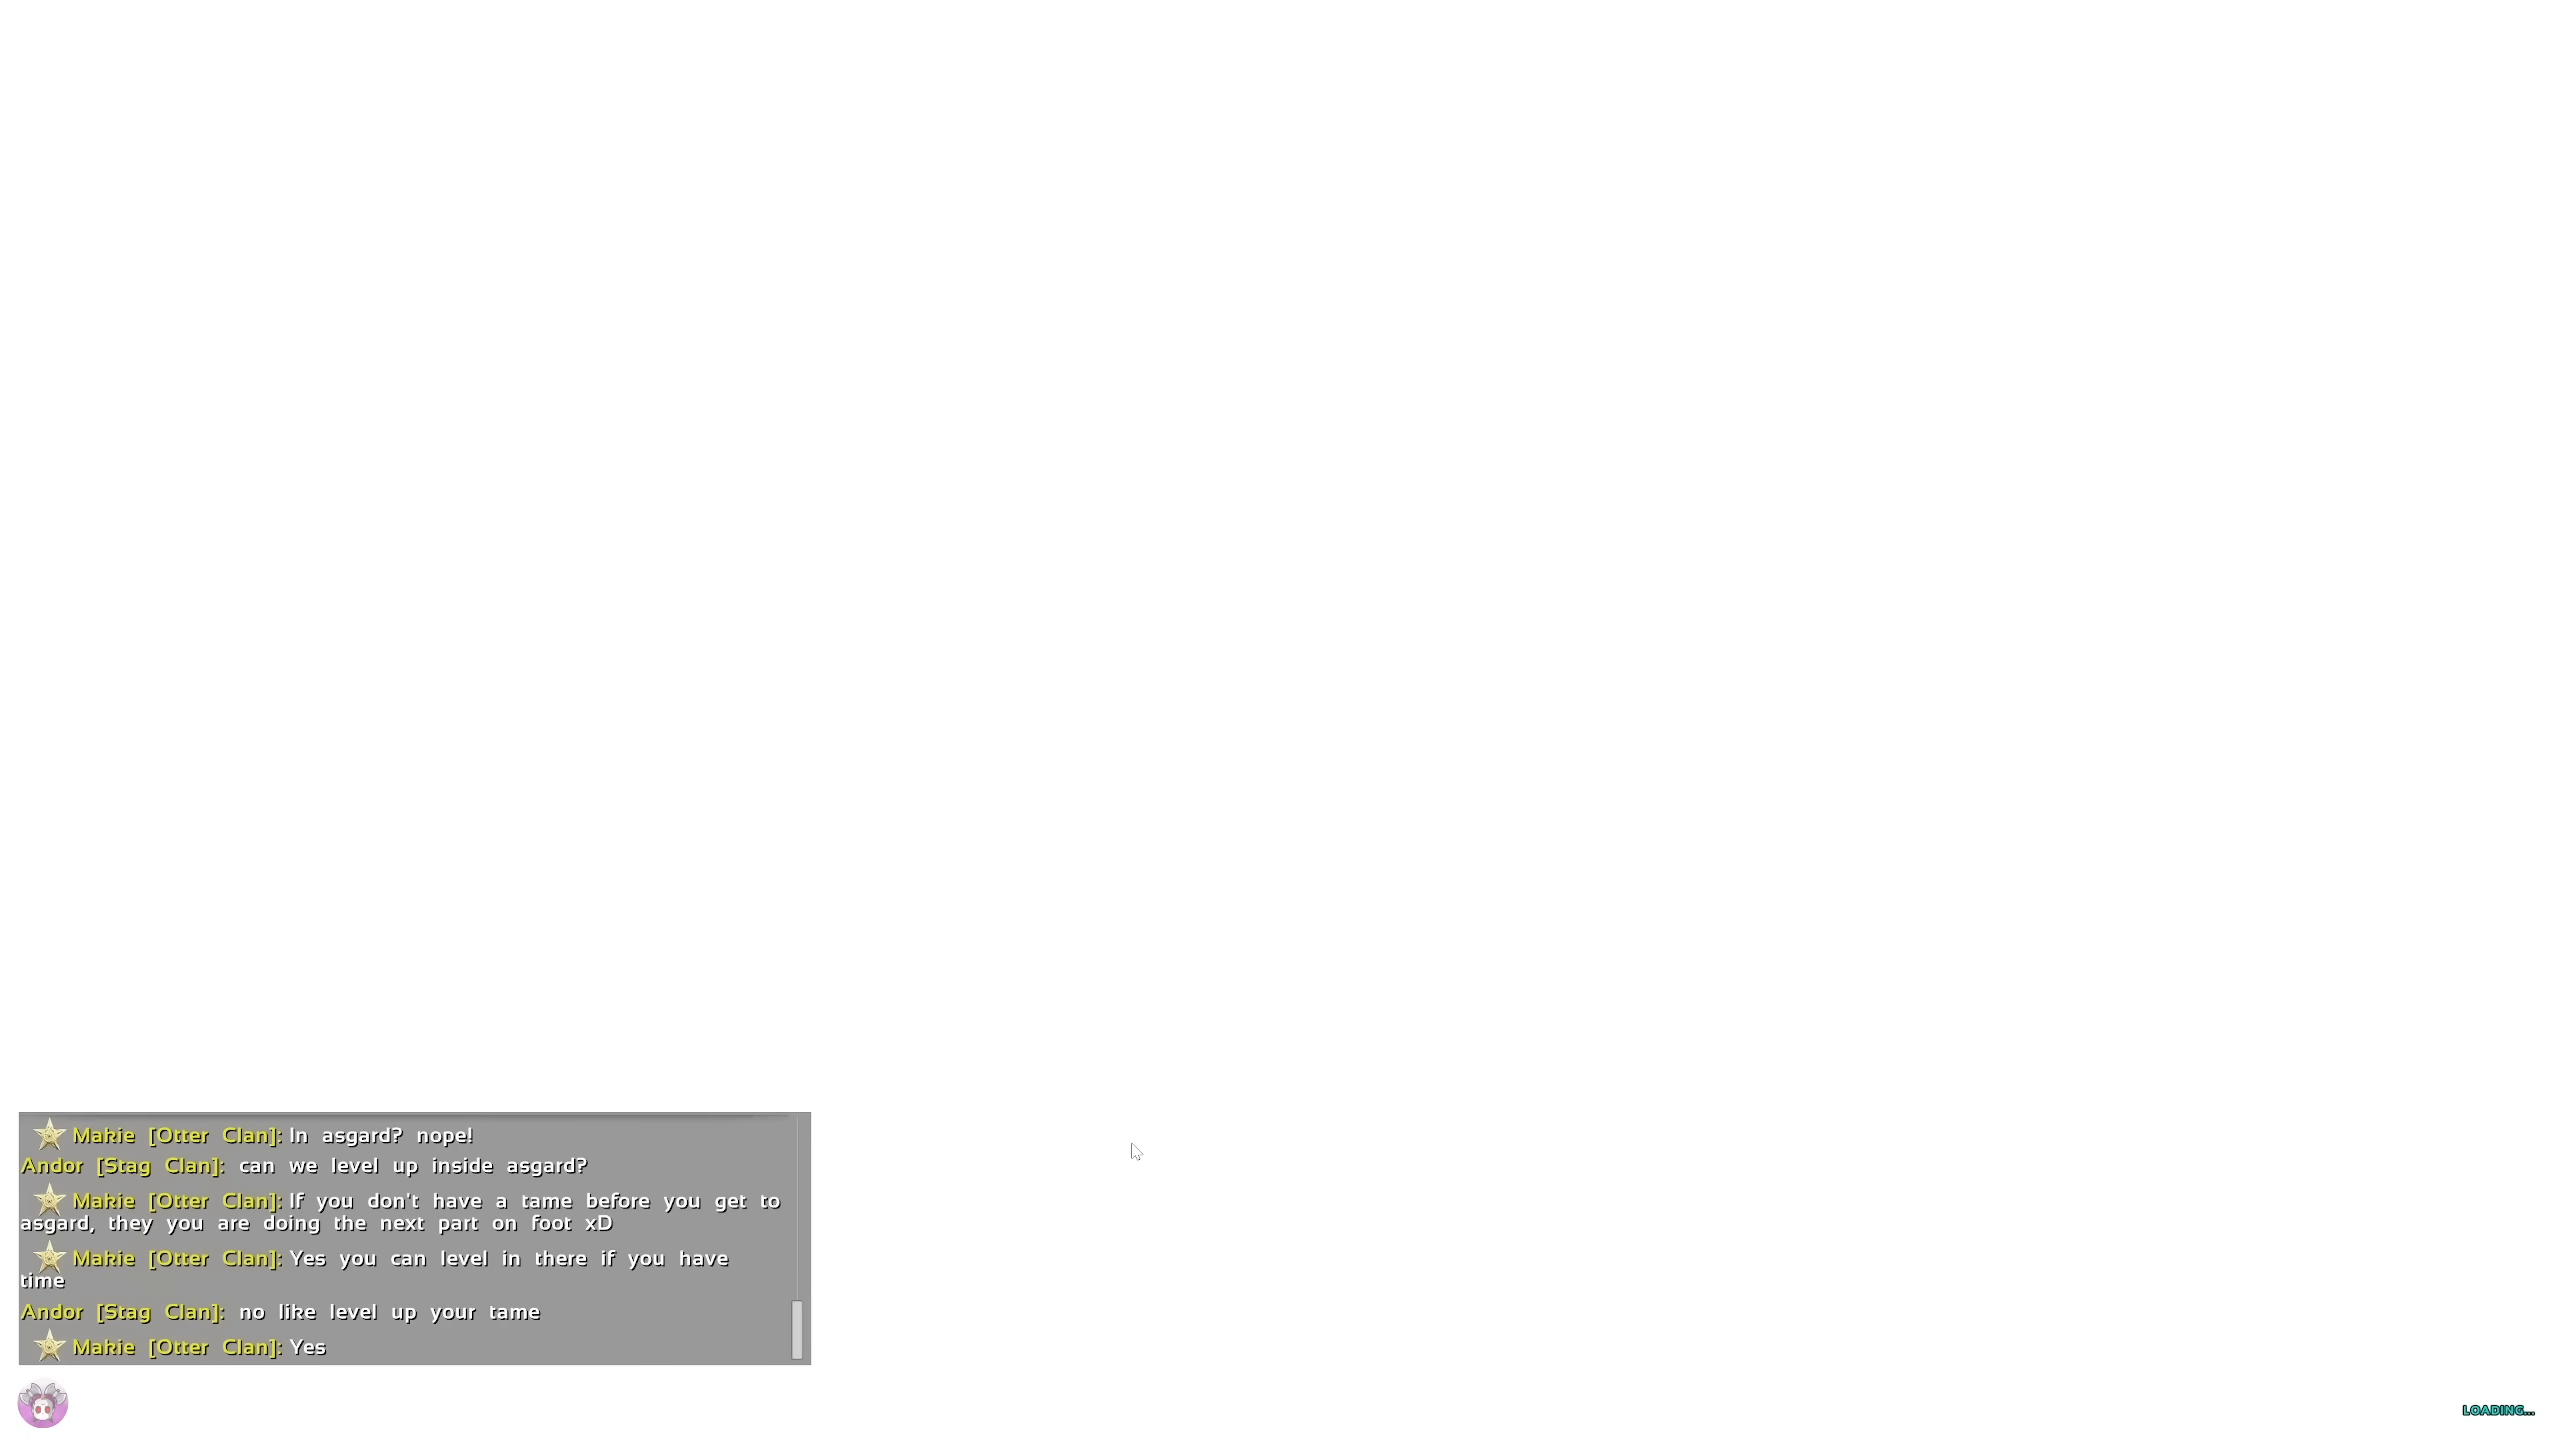 Makie [Otter Clan]: In asgard? nope!
Andor [Stag Clan]: can we level up inside asgard?
Makie [Otter Clan]: If you don't have a tame before you get to
asgard, they you are doing the next part on foot xD
Makie [Otter Clan]: Yes you can level in there if you have
time
Andor [Stag Clan]: no like level up your tame
Makie [Otter Clan]: Yes
LOADING...